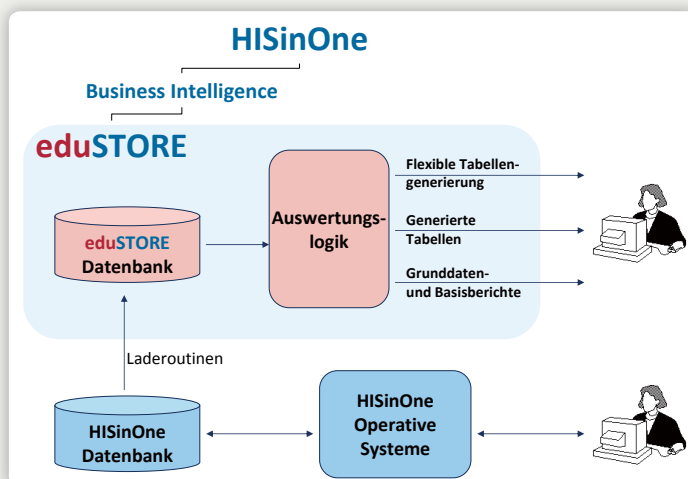 HISinOne
Business Intelligence
eduSTORE
Flexible Tabellen-
generierung
Auswertungs-
logik
Generierte
Tabellen
eduSTORE
Datenbank
Grunddaten-
und Basisberichte
Laderoutinen
HISinOne
Datenbank
HISinOne
Operative
Systeme